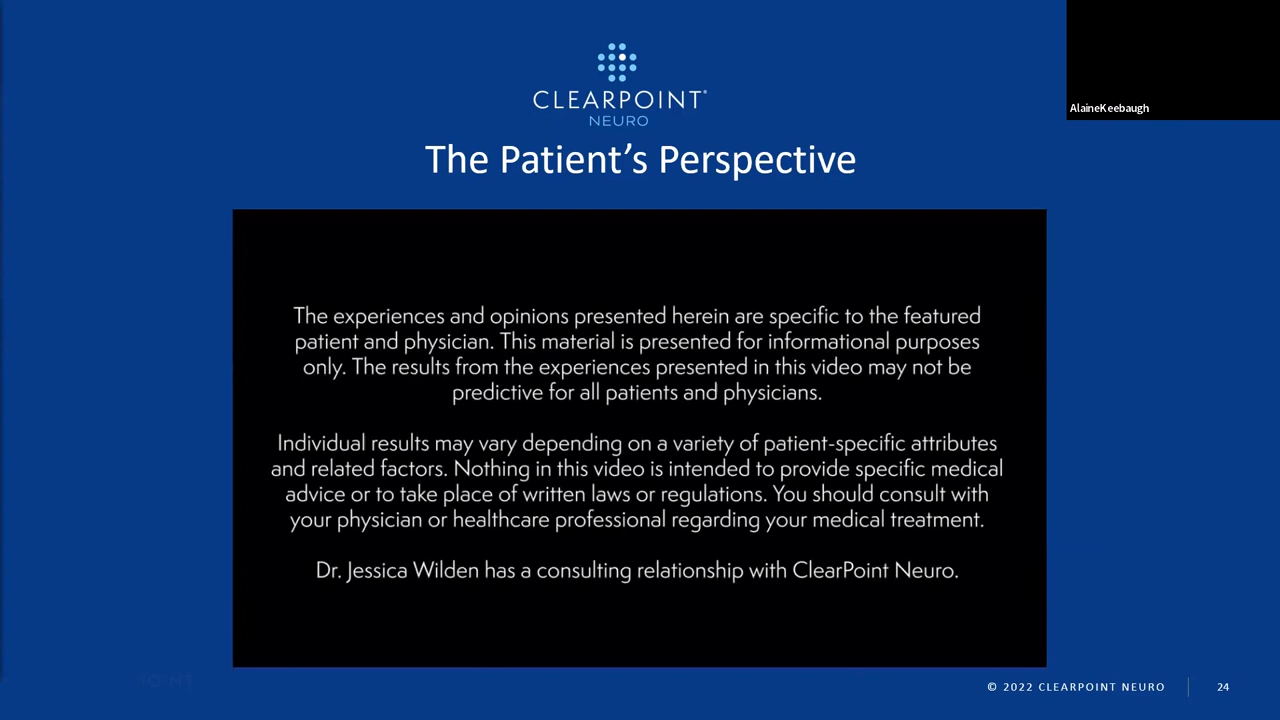 AlaineKeebaugh
CLEARPOINT®
NEURO
The Patient's Perspective
The experiences and opinions presented herein are specific to the featured
patient and physician. This material is presented for informational purposes
only. The results from the experiences presented in this video may not be
predictive for all patients and physicians.
Individual results may vary depending on a variety of patient-specific attributes
and related factors. Nothing in this video is intended to provide specific medical
advice or to take place of written laws or regulations. You should consult with
your physician or healthcare professional regarding your medical treatment.
Dr. Jessica Wilden has a consulting relationship with ClearPoint Neuro.
© 2022 CLEARPOINT NEURO
24